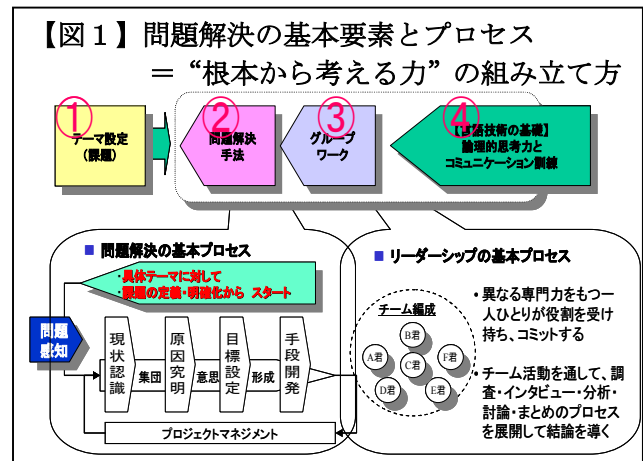 【図１】問題解決の基本要素とプロセス
＝“根本から考える力”の組み立て方
①
テーマ設定
(課題)
②
問題解決
手法
③
グループ
ワーク
④
【言語技術の基礎】
論理的思考力と
コミュニケーション訓練
■ 問題解決の基本プロセス
・具体テーマに対して
・課題の定義・明確化から スタート
問題
感知
現状認識
集団
原因究明
意思
目標設定
形成
手段開発
プロジェクトマネジメント
■ リーダーシップの基本プロセス
チーム編成
B君
A君
C君
F君
D君
E君
・異なる専門力をもつ一
人ひとりが役割を受け
持ち、コミットする
・チーム活動を通して、調
査・インタビュー・分析・
討論・まとめのプロセス
を展開して結論を導く